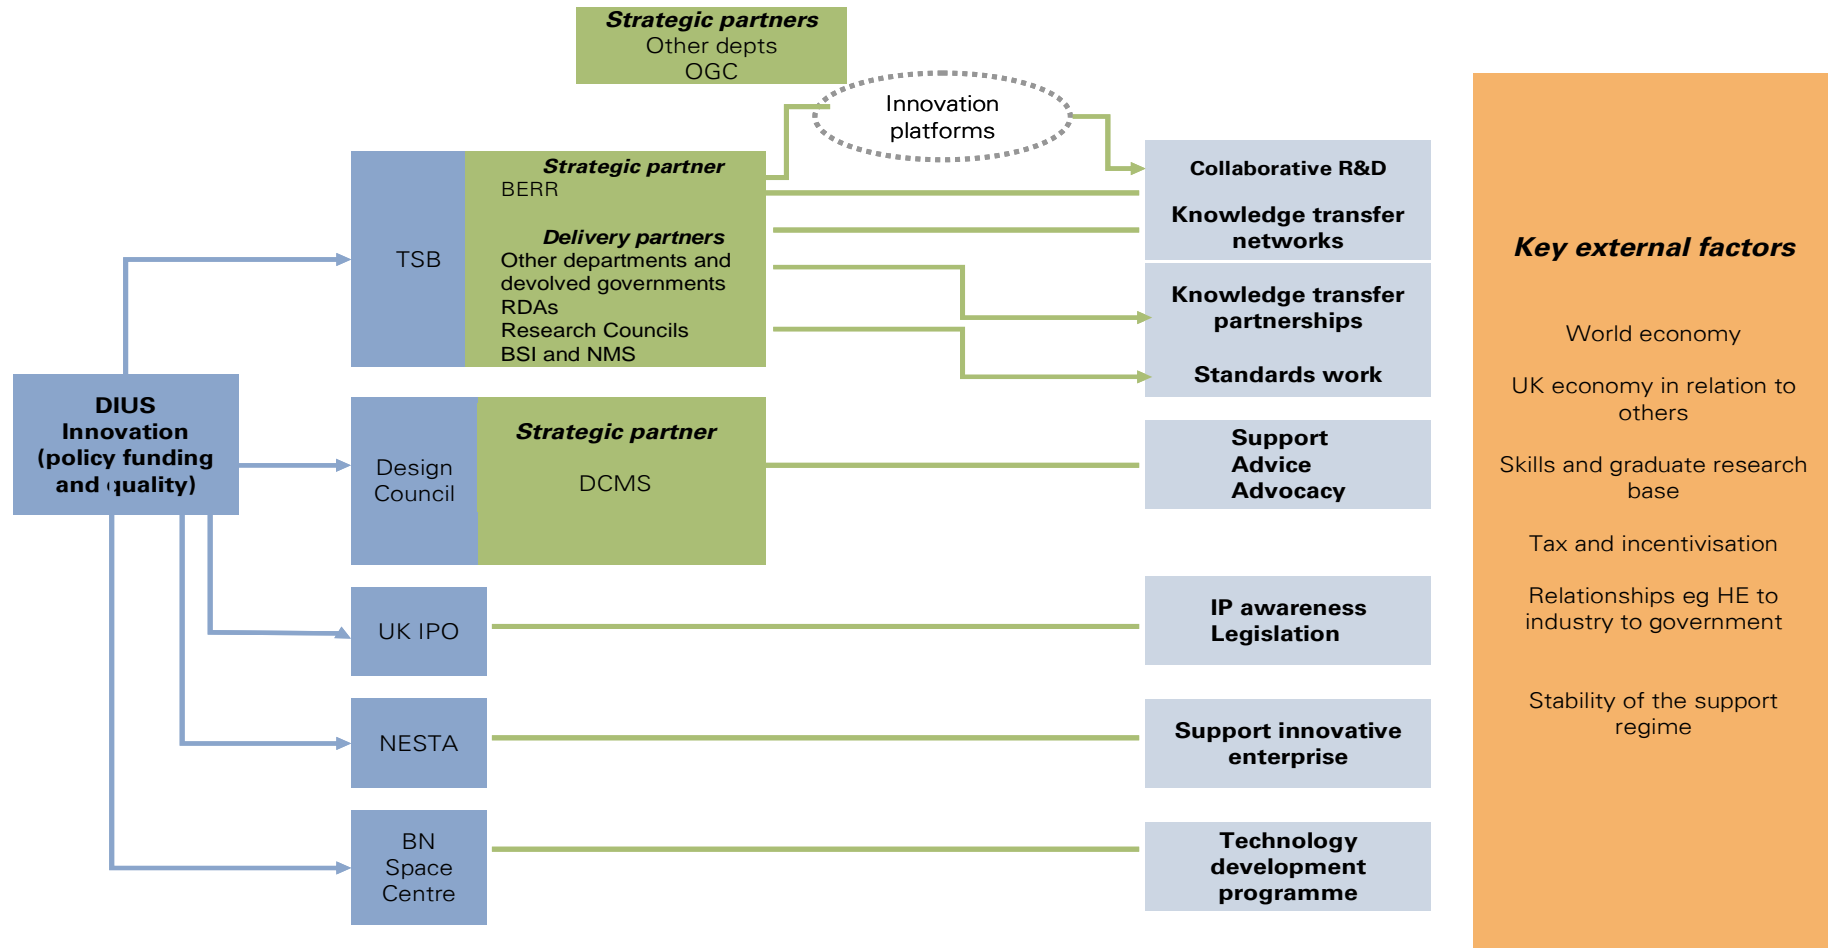 Strategic partners
Other depts
OGC
Innovation
platforms
TSB
Strategic partner
BERR
Delivery partners
Other departments and
devolved governments
RDAs
Research Councils
BSI and NMS
Collaborative R&D
Knowledge transfer
networks
Knowledge transfer
partnerships
Standards work
DIUS
Innovation
(policy funding
and quality)
Design
Council
Strategic partner
DCMS
Support
Advice
Advocacy
UK IPO
IP awareness
Legislation
NESTA
Support innovative
enterprise
BN
Space
Centre
Technology
development
programme
Key external factors
World economy
UK economy in relation to
others
Skills and graduate research
base
Tax and incentivisation
Relationships eg HE to
industry to government
Stability of the support
regime